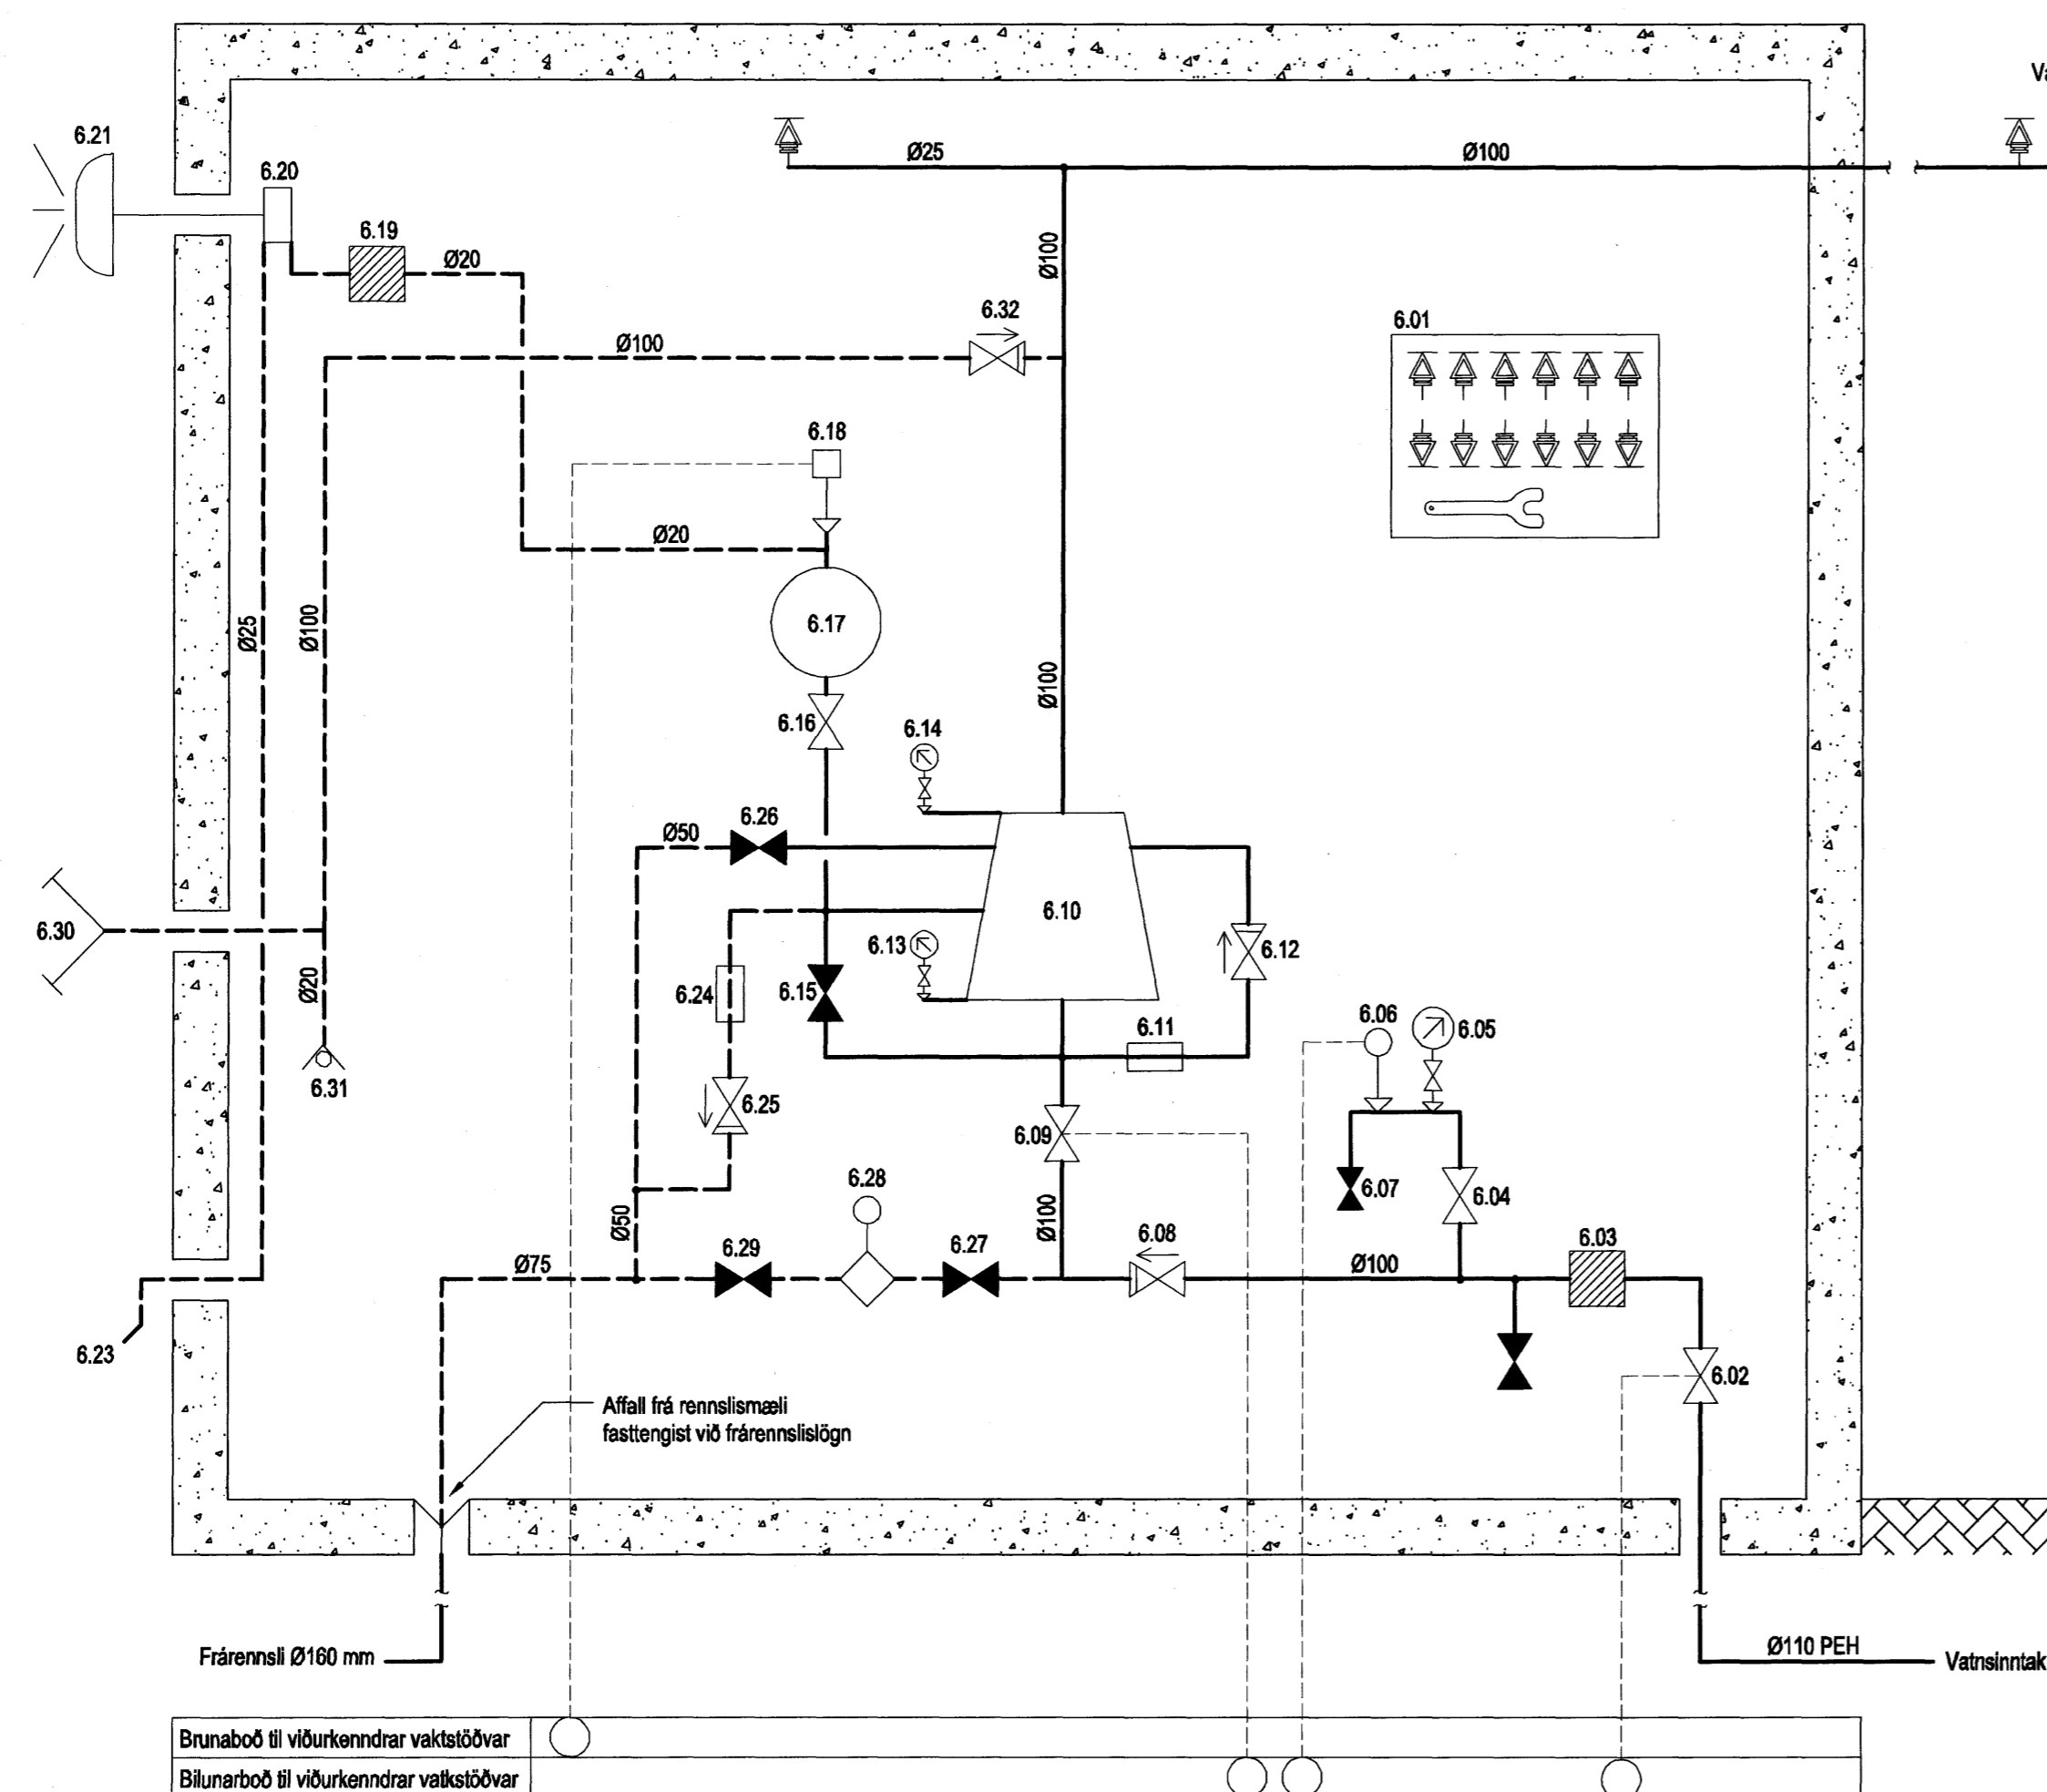 Va
6.21
Ø25
Ø100
6.20
6.19
Ø20
Ø100
6.32
6.01
Ø100
6.18
Ø20
Ø25
Ø100
6.17
Ø100
6.16
6.14
6.26
Ø50
6.10
6.30
6.13
6.12
Ø20
6.24
6.15
6.11
6.06
6.05
6.31
6.25
6.09
6.07
6.04
6.28
Ø50
Ø100
6.29
6.27
6.08
6.03
Ø75
Ø100
6.23
6.02
Affall frá rennslismæli
fasttengist við frárennslislögn
Frárennsli Ø160 mm
Ø110 PEH
Vatnsinntak
Brunaboð til viðurkenndrar vaktstöðvar
Bilunarboð til viðurkenndrar vatkstöðvar